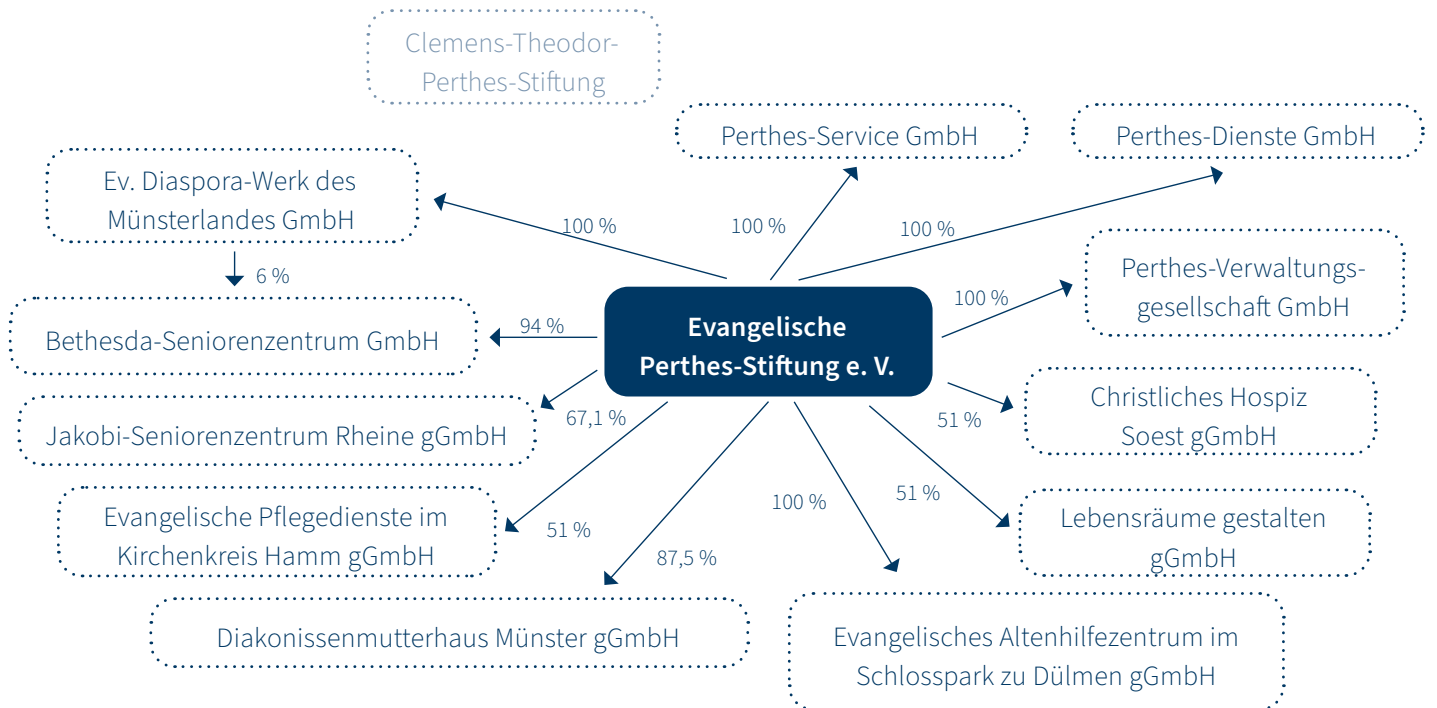 Clemens-Theodor-
Perthes-Stiftung
Perthes-Service GmbH
Perthes-Dienste GmbH
Ev. Diaspora-Werk des
Münsterlandes GmbH
100 %
100 %
100 %
6 %
Perthes-Verwaltungs-
gesellschaft GmbH
100 %
Bethesda-Seniorenzentrum GmbH
94 %
Evangelische
Perthes-Stiftung e. V.
Jakobi-Seniorenzentrum Rheine gGmbH
67,1 %
51 %
Christliches Hospiz
Soest gGmbH
Evangelische Pflegedienste im
Kirchenkreis Hamm gGmbH
51 %
87,5 %
100 %
51 %
Lebensräume gestalten
gGmbH
Diakonissenmutterhaus Münster gGmbH
Evangelisches Altenhilfezentrum im
Schlosspark zu Dülmen gGmbH